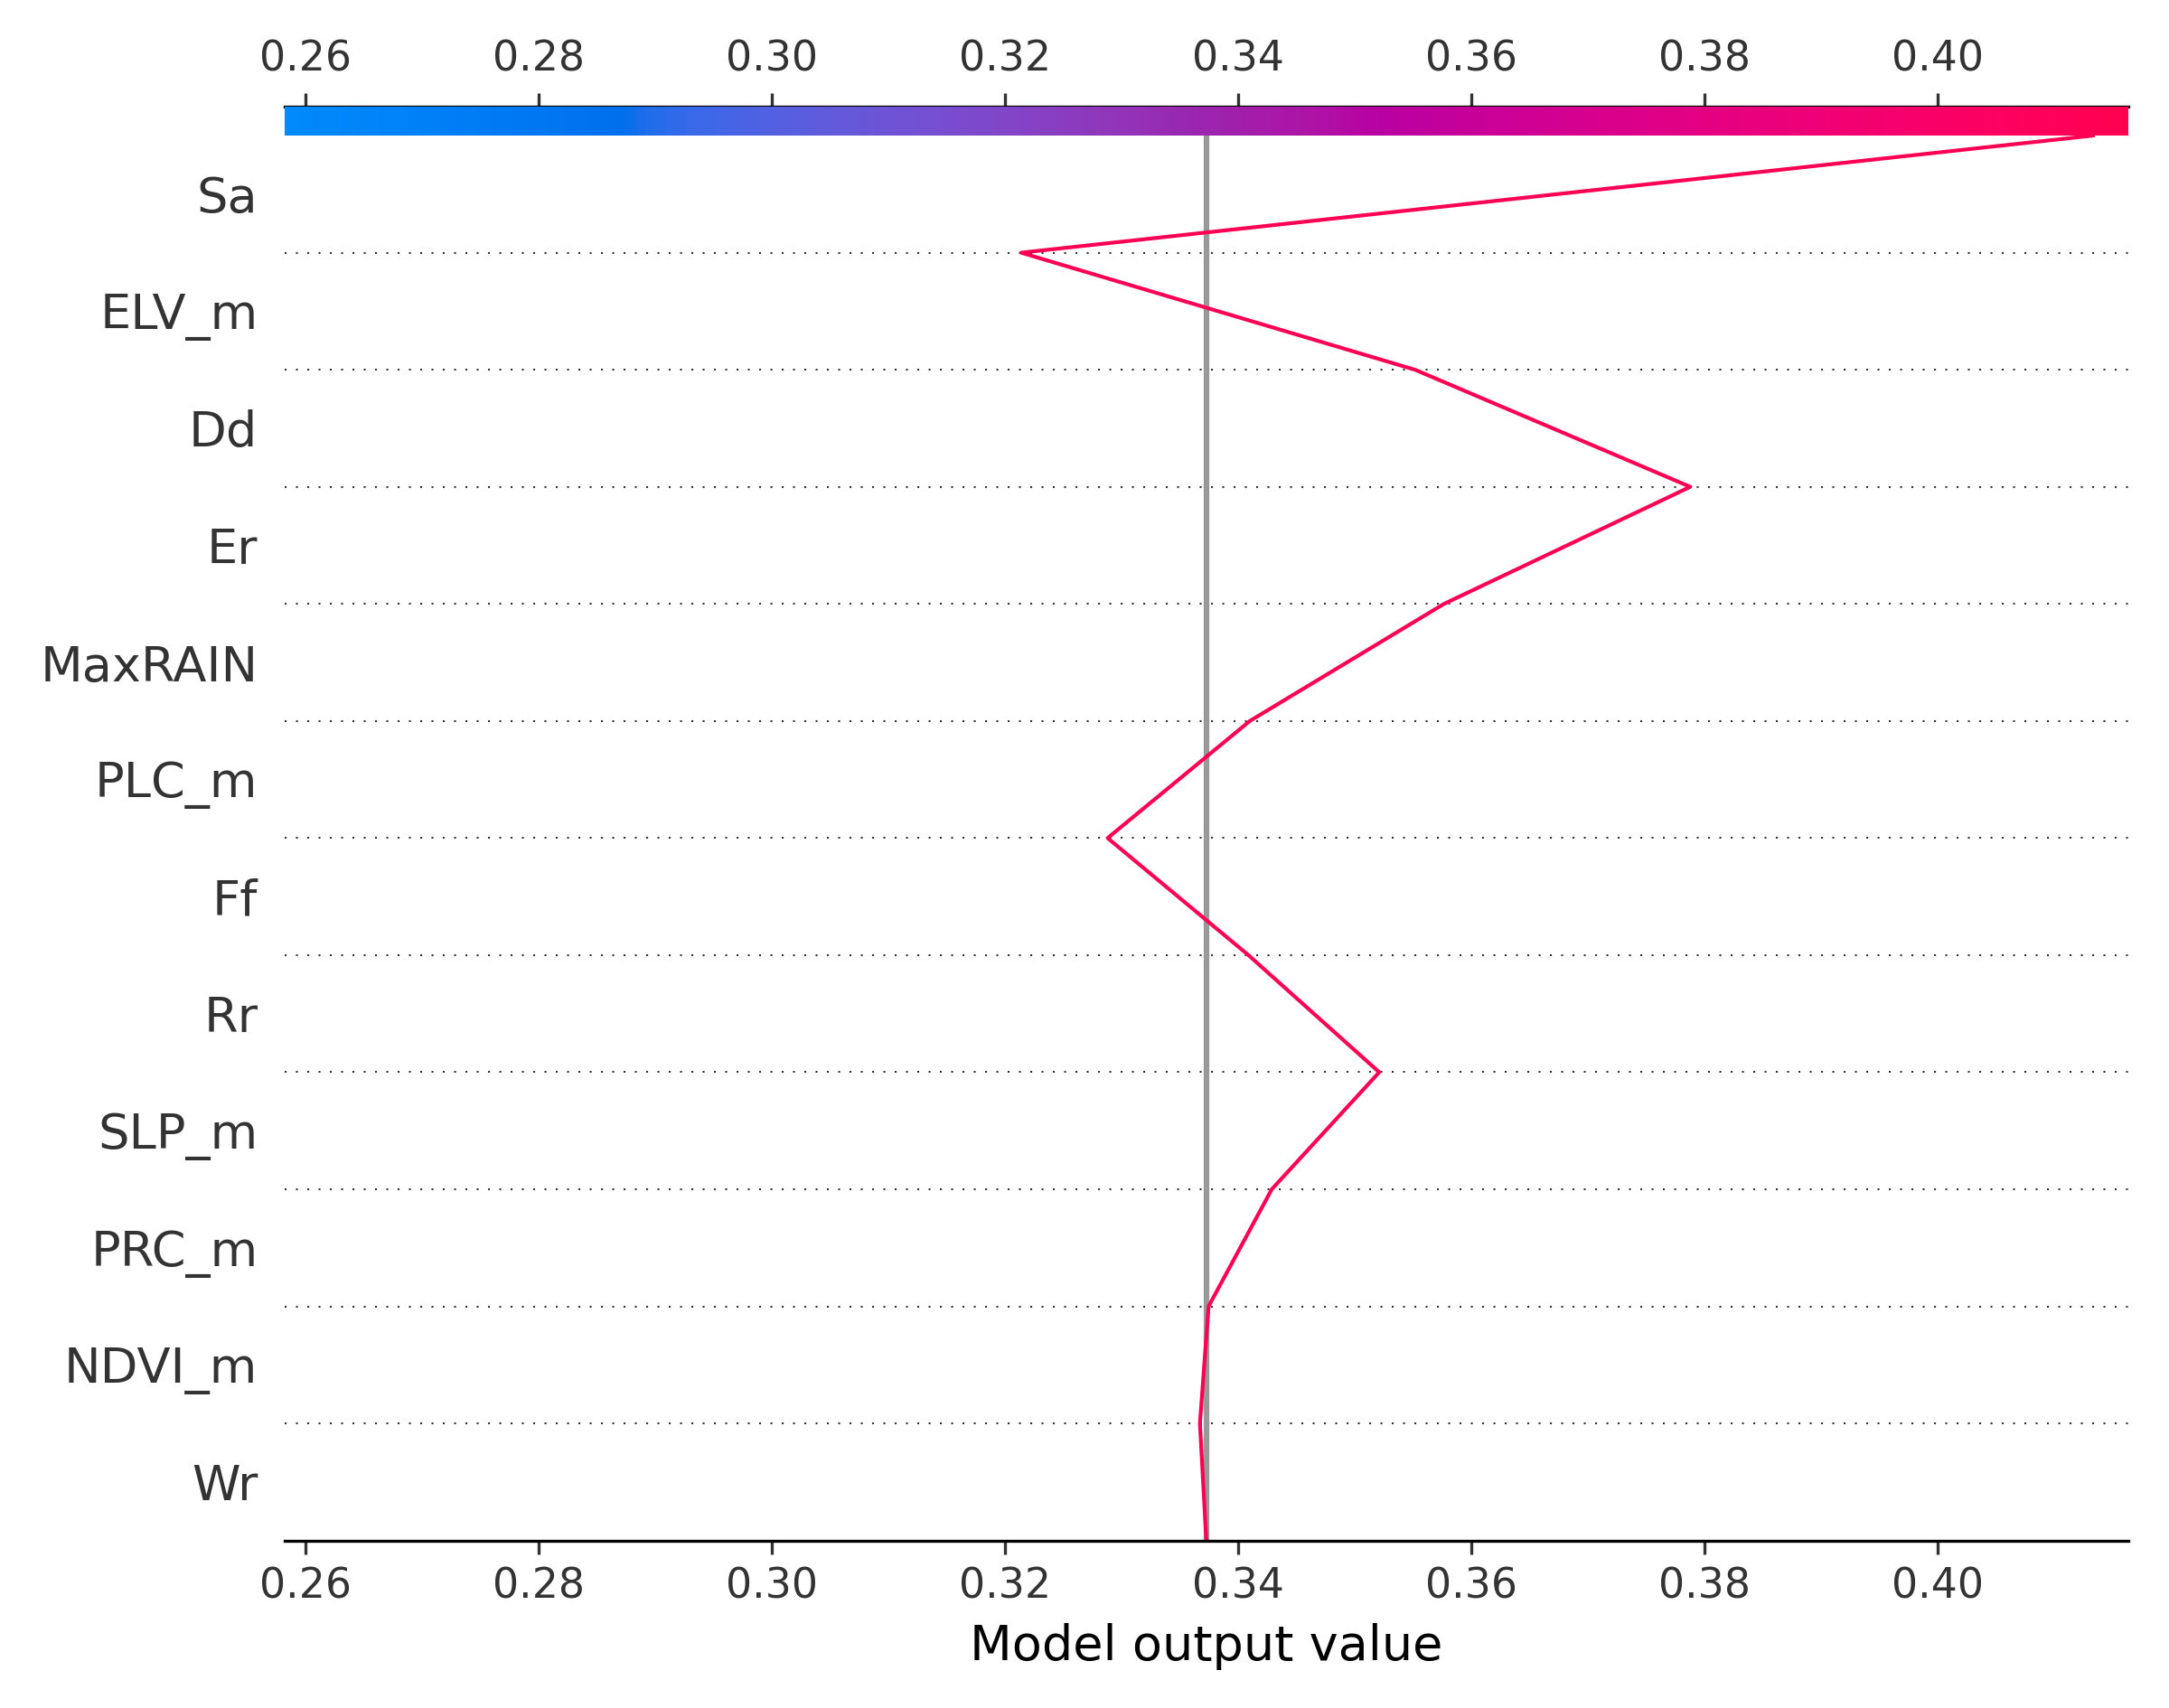 0.26 0.28 0.30 0.32 0.34 0.36 0.38 0.40
Sa
ELV_m
Dd
Er
MaxRAIN
PLC_m
Ff
Rr
SLP_m
PRC_m
NDVI_m
Wr
0.26 0.28 0.30 0.32 0.34 0.36 0.38 0.40
Model output value